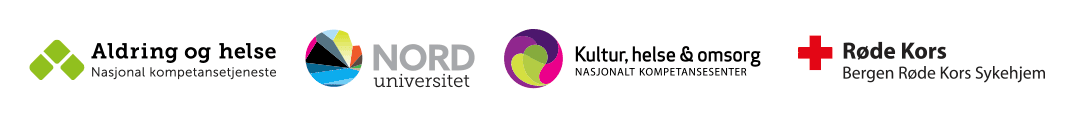 Aldring og helse
Nasjonal kompetansetjeneste
NORD
universitet
Kultur, helse & omsorg
NASJONALT KOMPETANSESENTER
Røde Kors
Bergen Røde Kors Sykehjem